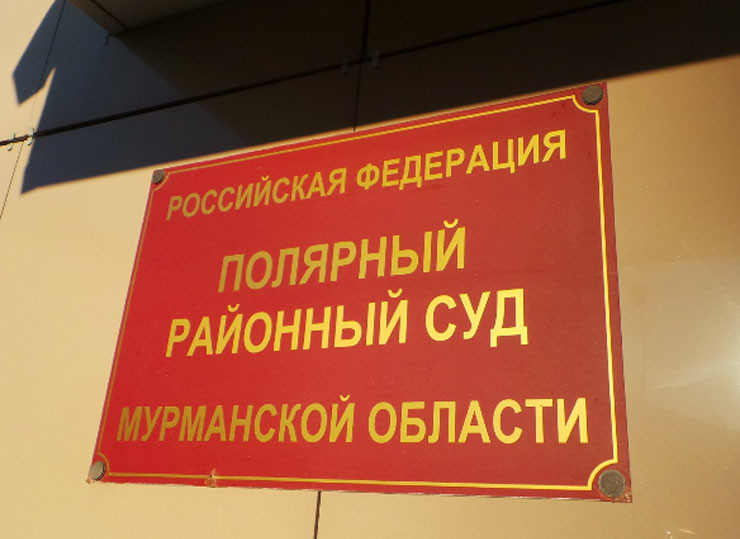 РОССИЙСКАЯ ФЕДЕРАЦИЯ
ПОЛЯРНЫЙ
РАЙОННЫЙ СУД
МУРМАНСКОЙ ОБЛАСТИ